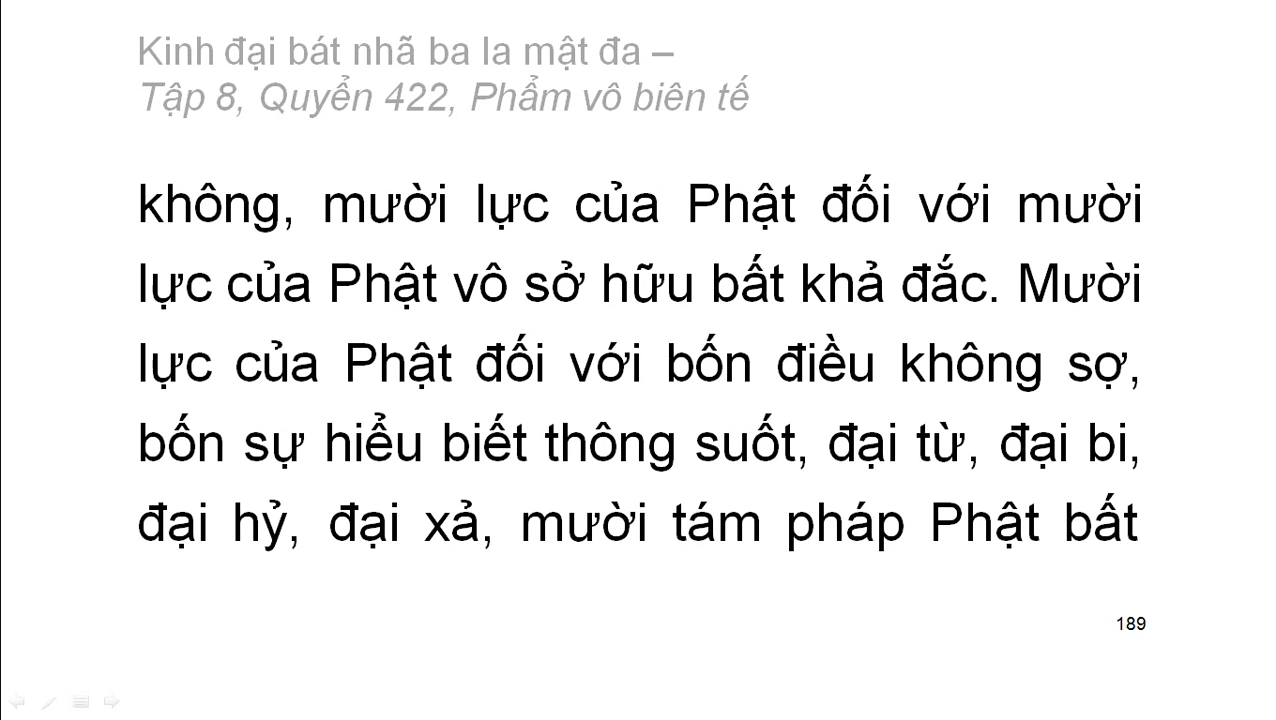 Kinh đại bát nhã ba la mật đa –
Tập 8, Quyển 422, Phẩm vô biên tế
không, mười lực của Phật đối với mười
lực của Phật vô sở hữu bất khả đắc. Mười
lực của Phật đối với bốn điều không sợ,
bốn sự hiểu biết thông suốt, đại từ, đại bi,
đại hỷ, đại xả, mười tám pháp Phật bất
189